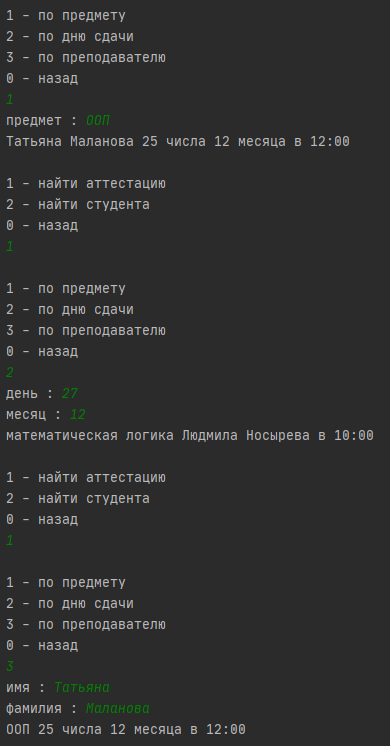 1 - по предмету
2 - по дню сдачи
3 - по преподавателю
0 - назад
1
предмет : ООП
Татьяна Маланова 25 числа 12 месяца в 12:00
1 - найти аттестацию
2 - найти студента
0 - назад
1
1 - по предмету
2 - по дню сдачи
3 - по преподавателю
0 - назад
2
день : 27
месяц : 12
математическая логика Людмила Носырева в 10:00
1 - найти аттестацию
2 - найти студента
0 - назад
1
1 - по предмету
2 - по дню сдачи
3 - по преподавателю
0 - назад
3
имя : Татьяна
фамилия : Маланова
ООП 25 числа 12 месяца в 12:00